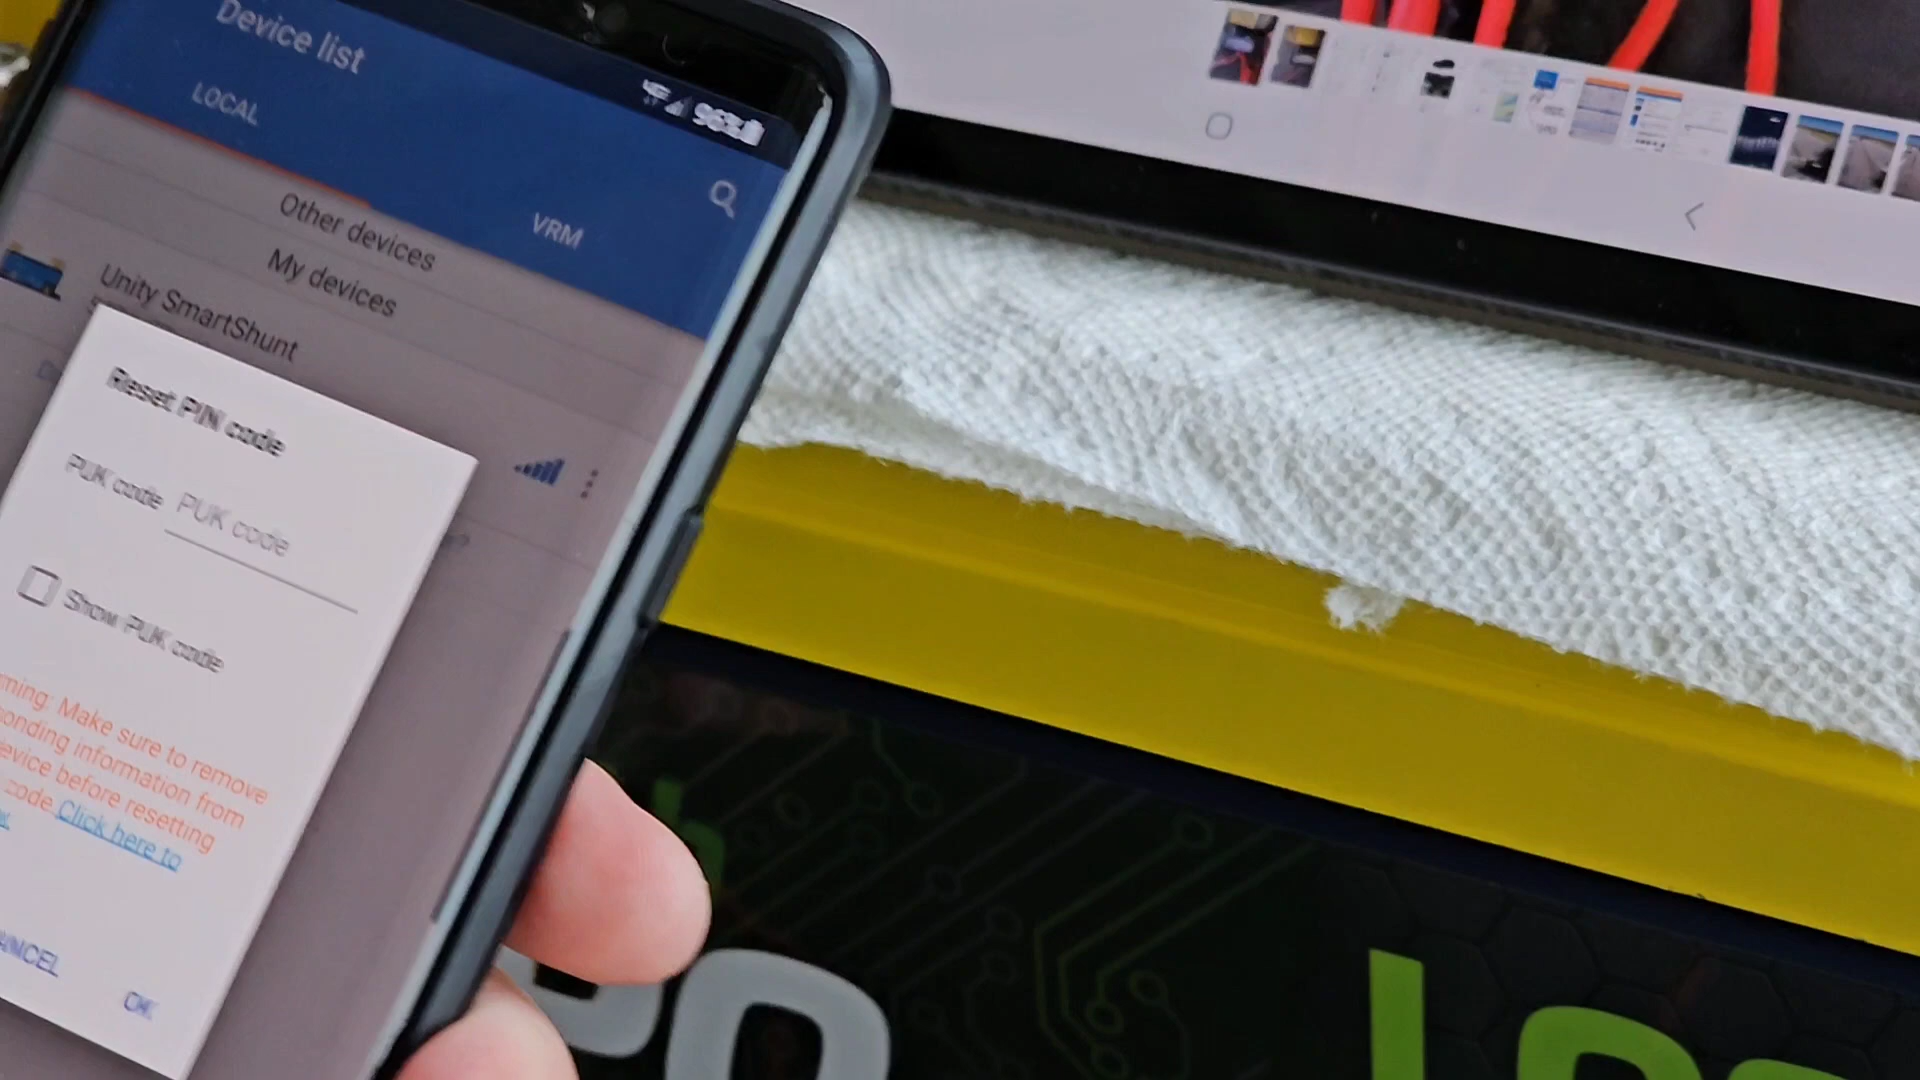 Device list
LOCAL
VRM
Other devices
My devices
Unity SmartShunt
Reset PIN code
PUK code PUK code
Show PUK code
Make sure to remove
information from
before resetting
code Click here to
OK